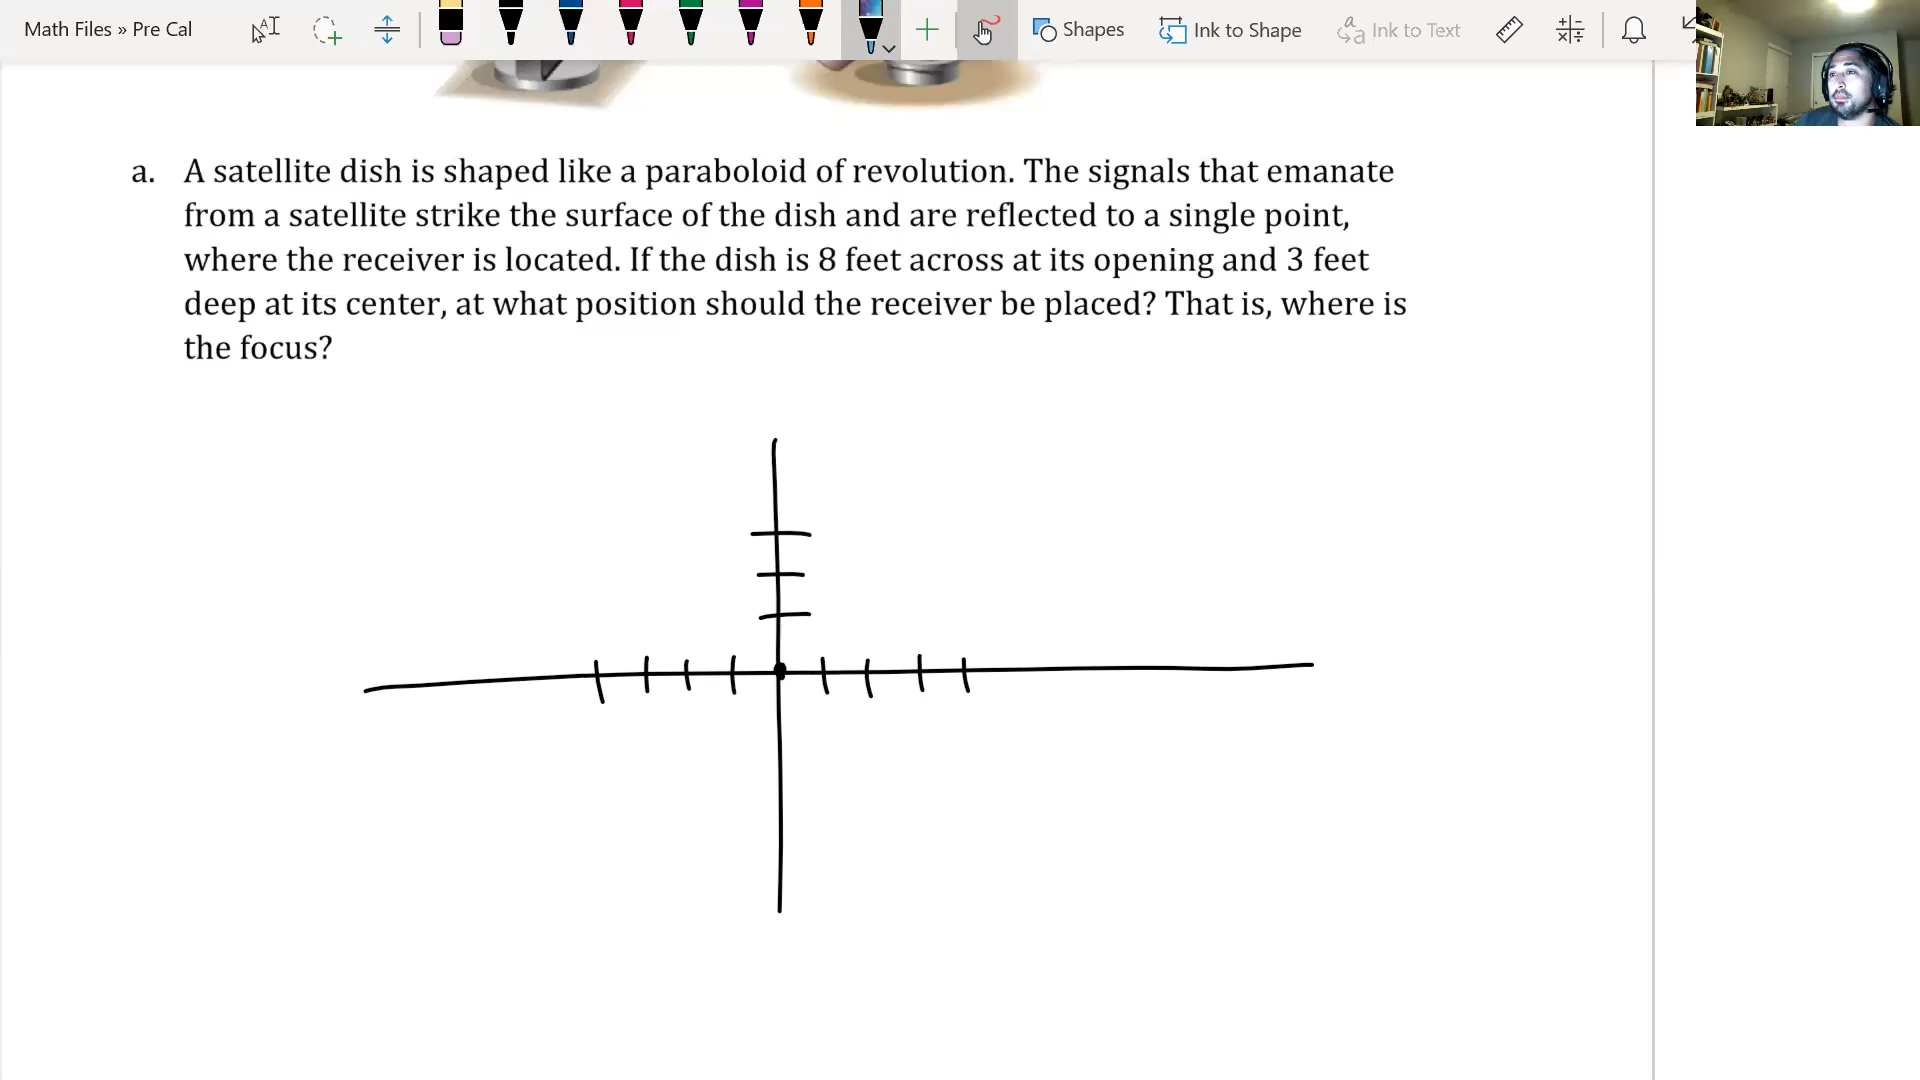 Math Files » Pre Cal
Shapes
Ink to Shape
Ink to Text
a. A satellite dish is shaped like a paraboloid of revolution. The signals that emanate
from a satellite strike the surface of the dish and are reflected to a single point,
where the receiver is located. If the dish is 8 feet across at its opening and 3 feet
deep at its center, at what position should the receiver be placed? That is, where is
the focus?